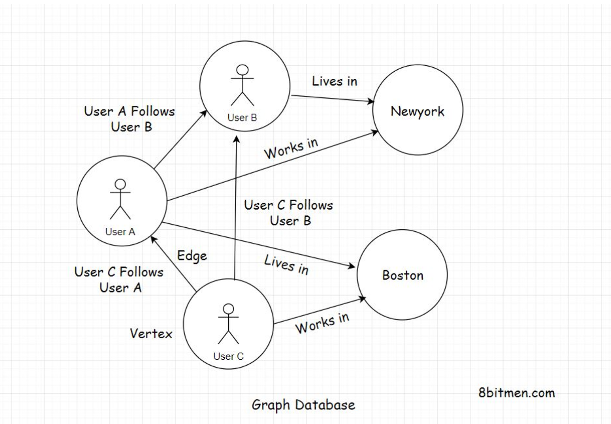 Lives in
User A Follows
User B
User B
Newyork
Works in
User C Follows
User B
User A
Edge
Lives in
User C Follows
User A
Boston
Works in
Vertex
User C
8bitmen.com
Graph Database